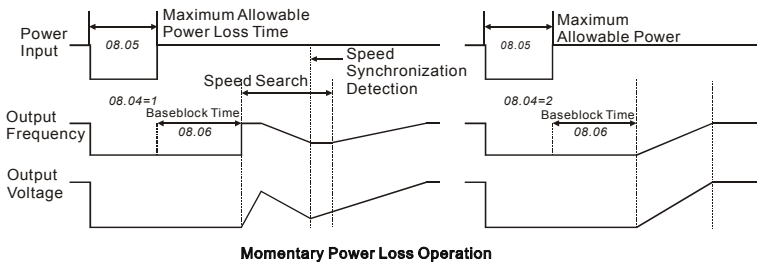 Power
Input
08.05
Maximum Allowable
Power Loss Time
Speed
Synchronization
Detection
Speed Search
08.04=1
Baseblock Time
08.06
Output
Frequency
Output
Voltage
08.05
Maximum
Allowable Power
08.04=2
Baseblock Time
08.06
Momentary Power Loss Operation